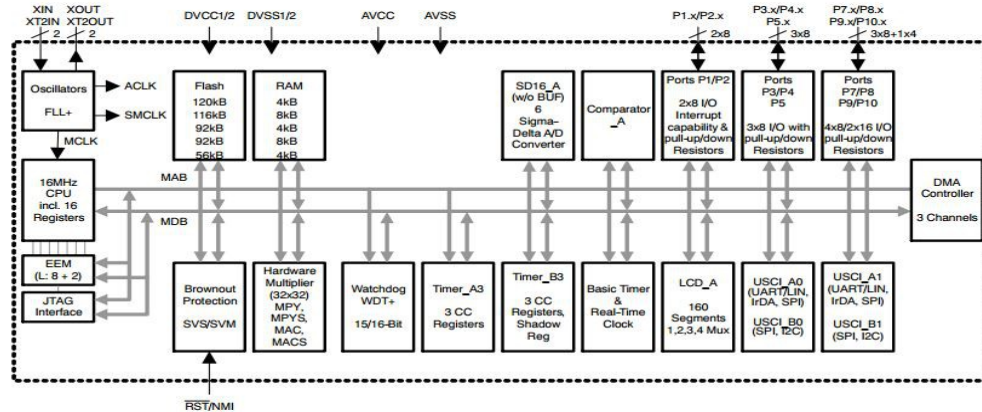 XIN
XT2IN
2
XOUT
XT2OUT
2
DVCC1/2
DVSS1/2
AVCC
AVSS
P1.x/P2.x
2x8
P3.x/P4.x
P5.x
3x8
P7.x/P8.x
P9.x/P10.x
3x8+1x4
Oscillators
FLL+
ACLK
SMCLK
MCLK
Flash
120kB
116kB
92kB
92kB
56kB
RAM
4kB
8kB
4kB
8kB
4kB
SD16_A
(w/o BUF)
6
Sigma-
Delta A/D
Converter
Comparator
_A
Ports P1/P2
2x8 I/O
Interrupt
capability &
pull-up/down
Resistors
Ports
P3/P4
P5
3x8 I/O with
pull-up/down
Resistors
Ports
P7/P8
P9/P10
4x8/2x16 I/O
pull-up/down
Resistors
16MHz
CPU
incl. 16
Registers
MAB
MDB
DMA
Controller
3 Channels
EEM
(L: 8 + 2)
JTAG
Interface
Brownout
Protection
SVS/SVM
Hardware
Multiplier
(32x32)
MPY,
MPYS,
MAC,
MACS
Watchdog
WDT+
15/16-Bit
Timer_A3
3 CC
Registers
Timer_B3
3 CC
Registers,
Shadow
Reg
Basic Timer
&
Real-Time
Clock
LCD_A
160
Segments
1,2,3,4 Mux
USCI_A0
(UART/LIN,
IrDA, SPI)
USCI_B0
(SPI, I2C)
USCI_A1
(UART/LIN,
IrDA, SPI)
USCI_B1
(SPI, I2C)
RST/NMI